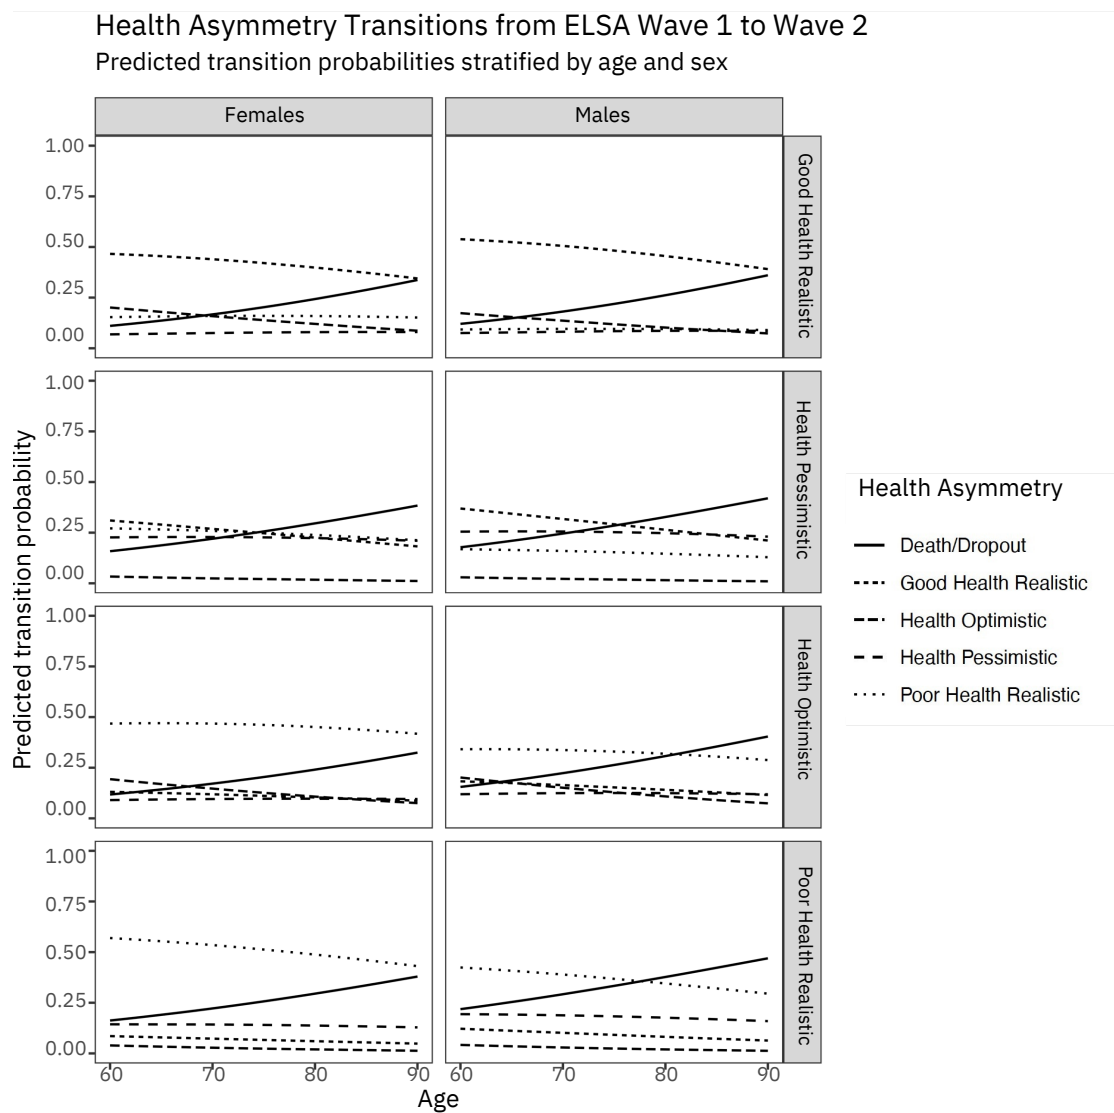 Health Asymmetry Transitions from ELSA Wave 1 to Wave 2
Predicted transition probabilities stratified by age and sex
Females
Males
1.00
0.75
0.50
0.25
0.00
Good Health Realistic
1.00
0.75
0.50
0.25
0.00
Health Pessimistic
1.00
0.75
0.50
0.25
0.00
Health Optimistic
1.00
0.75
0.50
0.25
0.00
Poor Health Realistic
60 70 80 90
60 70 80 90
Age
Predicted transition probability
Health Asymmetry
Death/Dropout
Good Health Realistic
Health Optimistic
Health Pessimistic
Poor Health Realistic